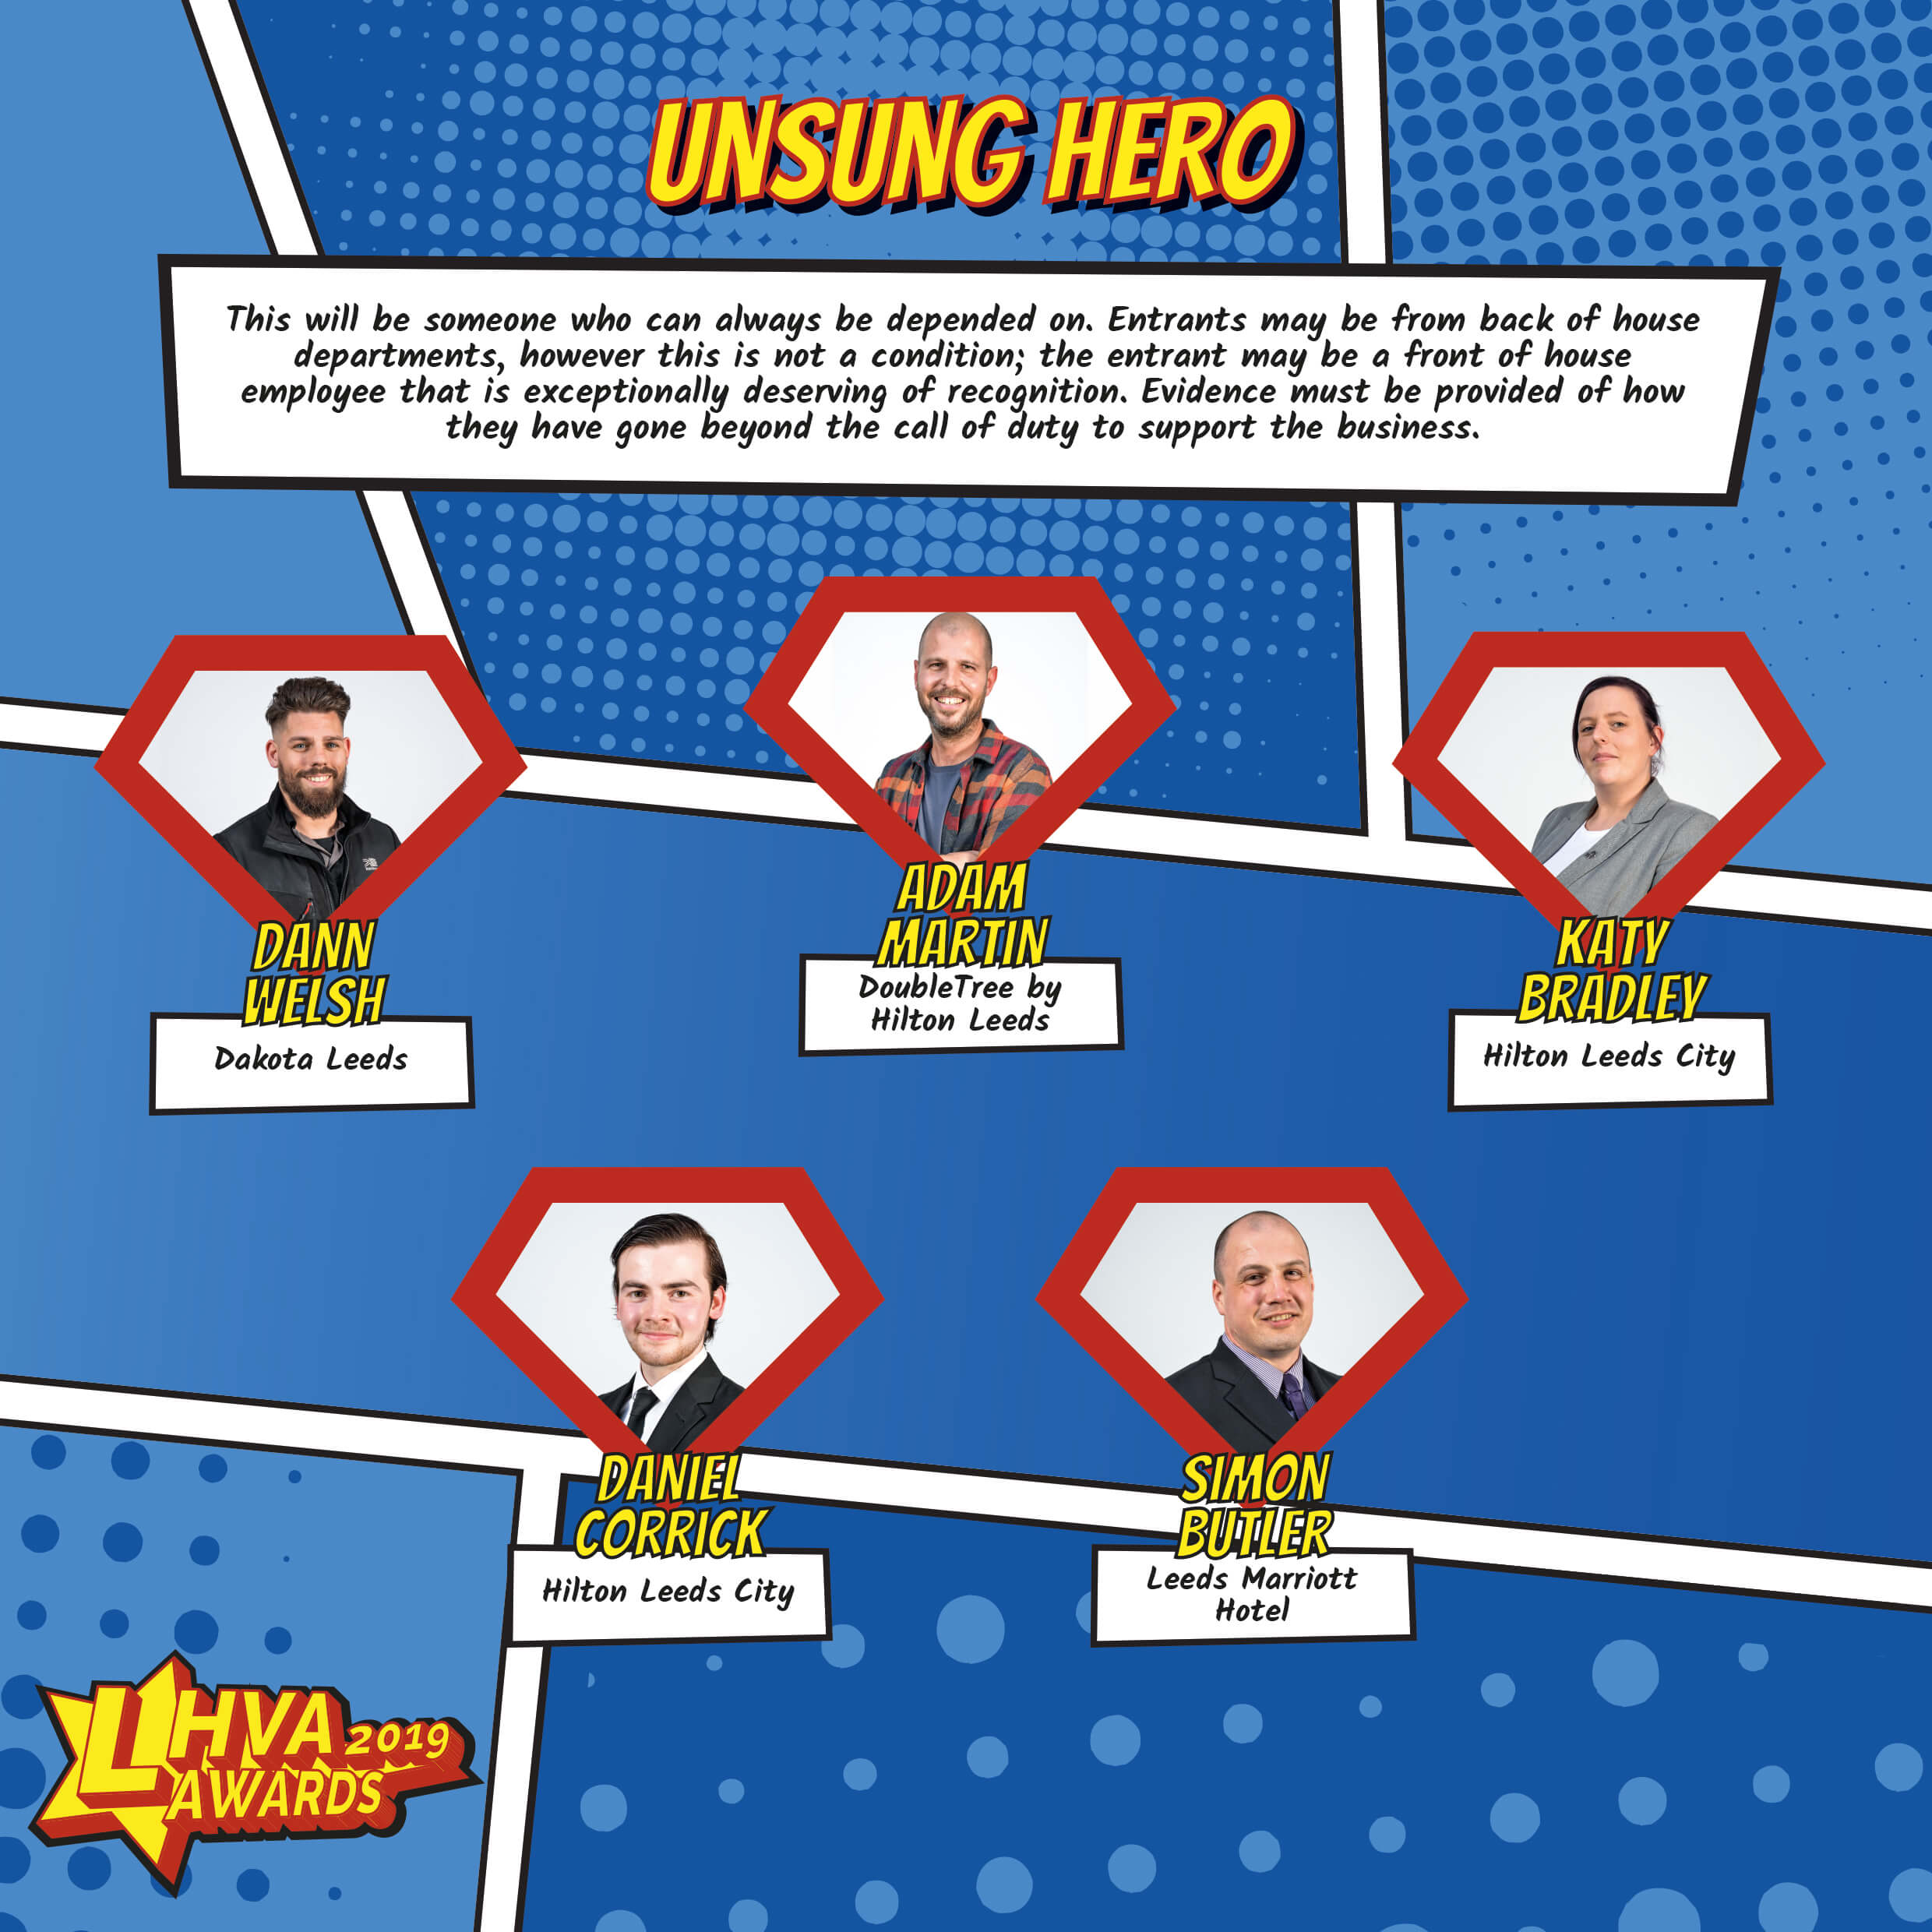 UNSUNG HERO
This will be someone who can always be depended on. Entrants may be from back of house
departments, however this is not a condition; the entrant may be a front of house
employee that is exceptionally deserving of recognition. Evidence must be provided of how
they have gone beyond the call of duty to support the business.
DANN
WELSH
Dakota Leeds
ADAM
MARTIN
DoubleTree by
Hilton Leeds
KATY
BRADLEY
Hilton Leeds City
DANIEL
CORRICK
Hilton Leeds City
SIMON
BUTLER
Leeds Marriott
Hotel
LHVA 2019
AWARDS